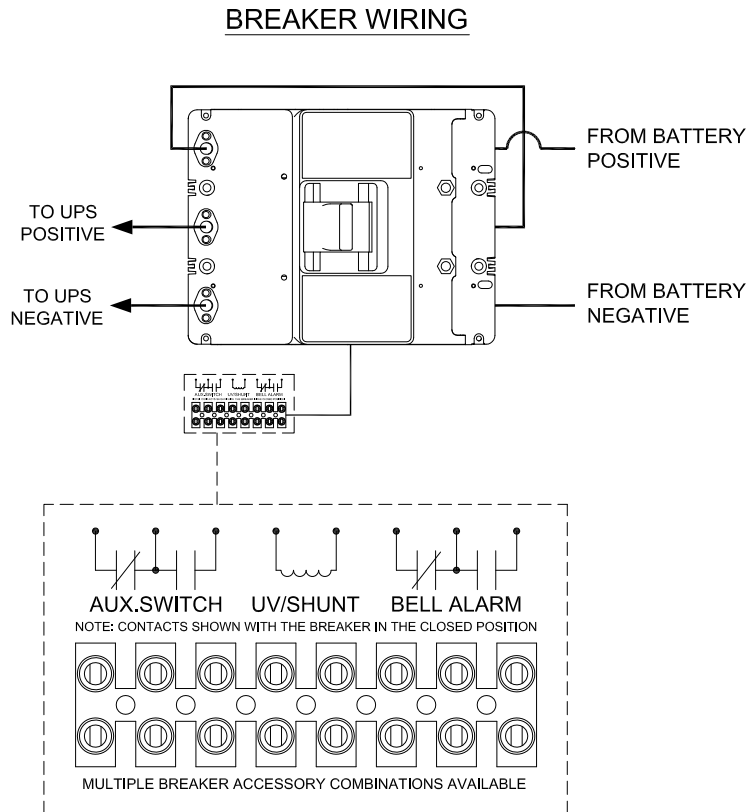 BREAKER WIRING
FROM BATTERY
POSITIVE
TO UPS
POSITIVE
TO UPS
NEGATIVE
FROM BATTERY
NEGATIVE
AUX.SWITCH UV/SHUNT BELL ALARM
AUX.SWITCH UV/SHUNT BELL ALARM
NOTE: CONTACTS SHOWN WITH THE BREAKER IN THE CLOSED POSITION
MULTIPLE BREAKER ACCESSORY COMBINATIONS AVAILABLE